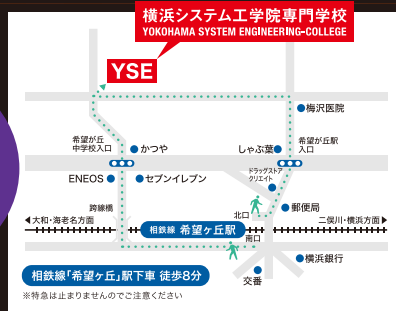 横浜システム工学院専門学校
YOKOHAMA SYSTEM ENGINEERING-COLLEGE
YSE
梅沢医院
希望が丘
中学校入口
かつや
しゃぶ葉
希望が丘駅
入口
ENEOS
セブンイレブン
ドラッグストア
クリエイト
跨線橋
北口
郵便局
大和・海老名方面
相鉄線 希望ヶ丘駅
二俣川・横浜方面
南口
横浜銀行
交番
相鉄線「希望ヶ丘」駅下車 徒歩8分
※特急は止まりませんのでご注意ください